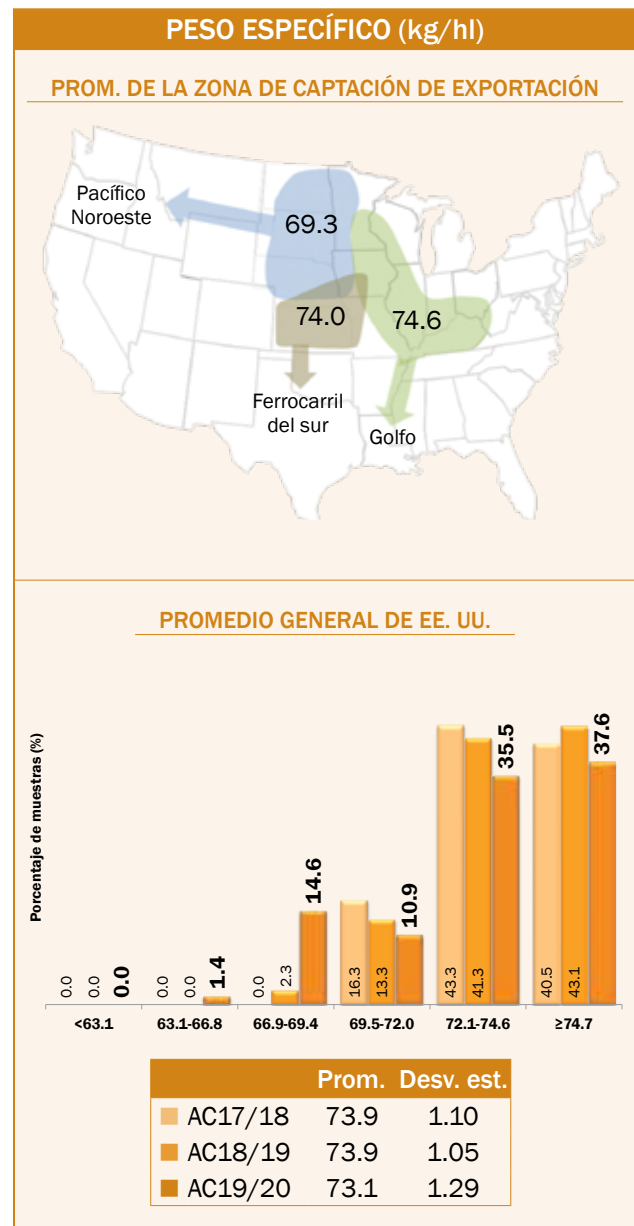 PESO ESPECÍFICO (kg/hl)
PROM. DE LA ZONA DE CAPTACIÓN DE EXPORTACIÓN
Pacífico
Noroeste
69.3
74.0
74.6
Ferrocarril
del sur
Golfo
PROMEDIO GENERAL DE EE. UU.
Porcentaje de muestras (%)
0.0 0.0 0.0
0.0 0.0 1.4
0.0 2.3 14.6
16.3 13.3 10.9
43.3 41.3 35.5
40.5 43.1 37.6
<63.1 63.1-66.8 66.9-69.4 69.5-72.0 72.1-74.6 ≥74.7
Prom. Desv. est.
AC17/18 73.9 1.10
AC18/19 73.9 1.05
AC19/20 73.1 1.29